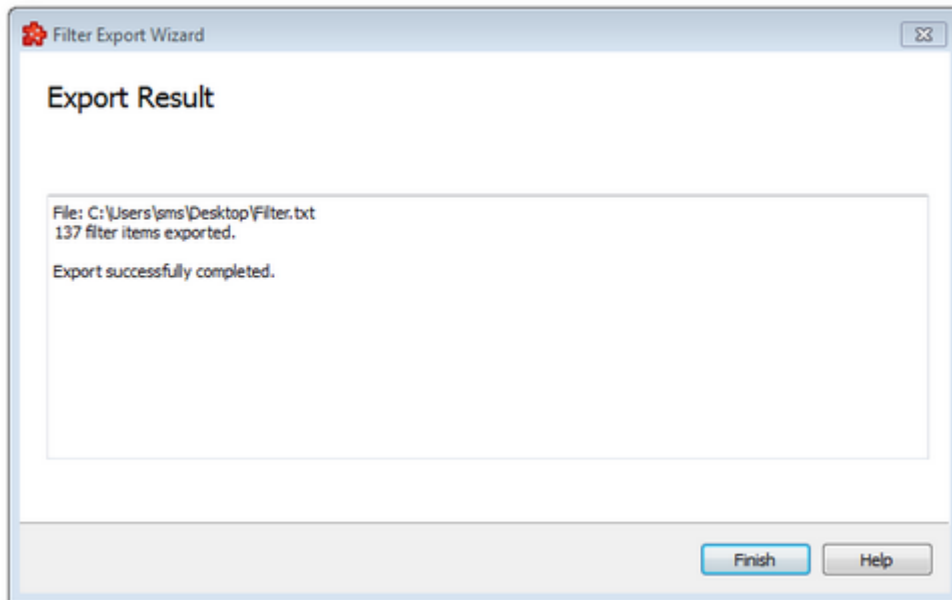 Filter Export Wizard
Export Result
File: C:\Users\sms\Desktop\Filter.txt
137 filter items exported.
Export successfully completed.
Finish
Help